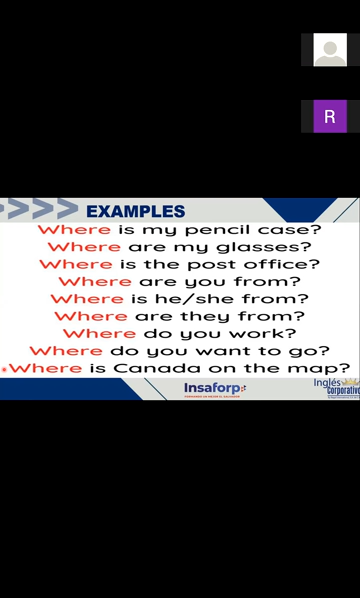 R
>>>> EXAMPLES
Where is my pencil case?
Where are my glasses?
Where is the post office?
Where are you from?
Where is he/she from?
Where are they from?
Where do you work?
Where do you want to go?
Where is Canada on the map?
Insaforp
Inglés
corporativo